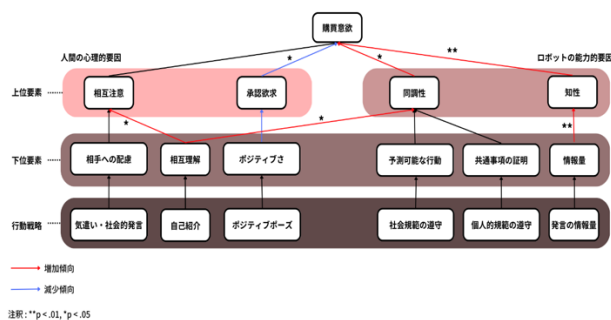 購買意欲
人間の心理的要因
ロボットの能力的要因
*
*
**
上位要素
相互注意
承認欲求
同調性
知性
*
*
**
下位要素
相手への配慮
相互理解
ポジティブさ
予測可能な行動
共通事項の証明
情報量
行動戦略
気遣い・社会的発言
自己紹介
ポジティブポーズ
社会規範の遵守
個人的規範の遵守
発言の情報量
増加傾向
減少傾向
注釈 : **p < .01, *p < .05